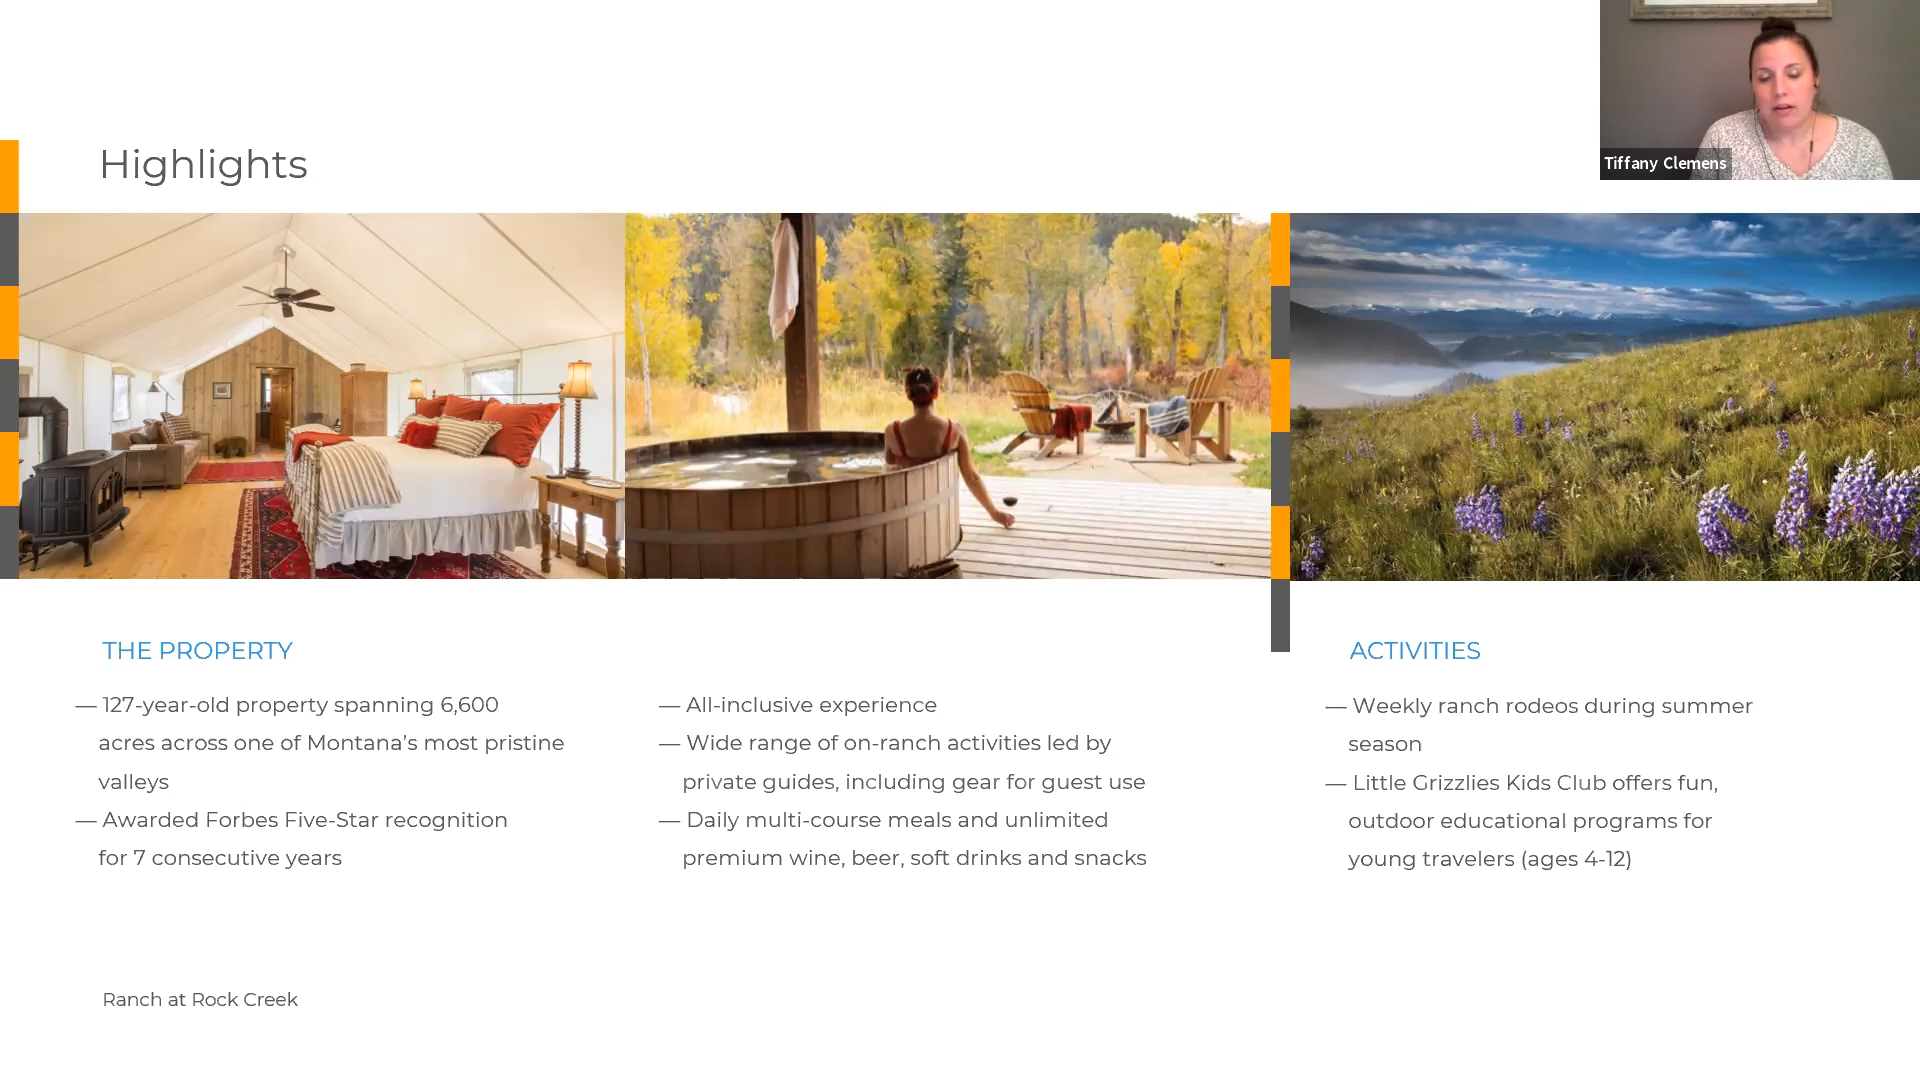 Tiffany Clemens
Highlights
THE PROPERTY
— 127-year-old property spanning 6,600
acres across one of Montana’s most pristine
valleys
— Awarded Forbes Five-Star recognition
for 7 consecutive years
— All-inclusive experience
— Wide range of on-ranch activities led by
private guides, including gear for guest use
— Daily multi-course meals and unlimited
premium wine, beer, soft drinks and snacks
ACTIVITIES
— Weekly ranch rodeos during summer
season
— Little Grizzlies Kids Club offers fun,
outdoor educational programs for
young travelers (ages 4-12)
Ranch at Rock Creek